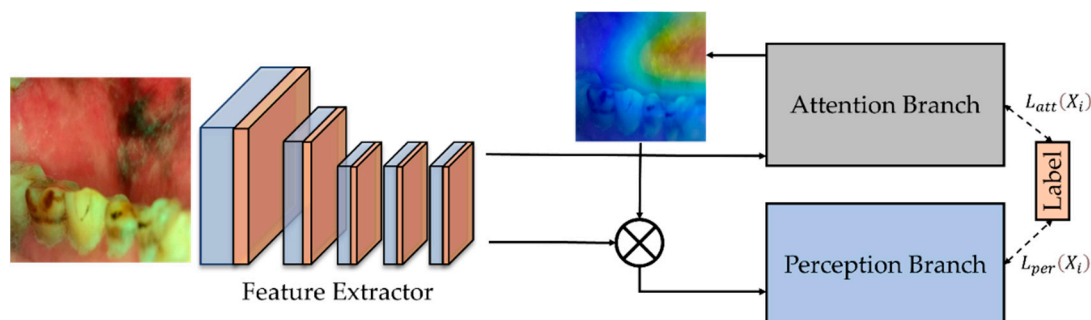 Attention Branch
L_att(X_i)
Label
Perception Branch
L_per(X_i)
Feature Extractor